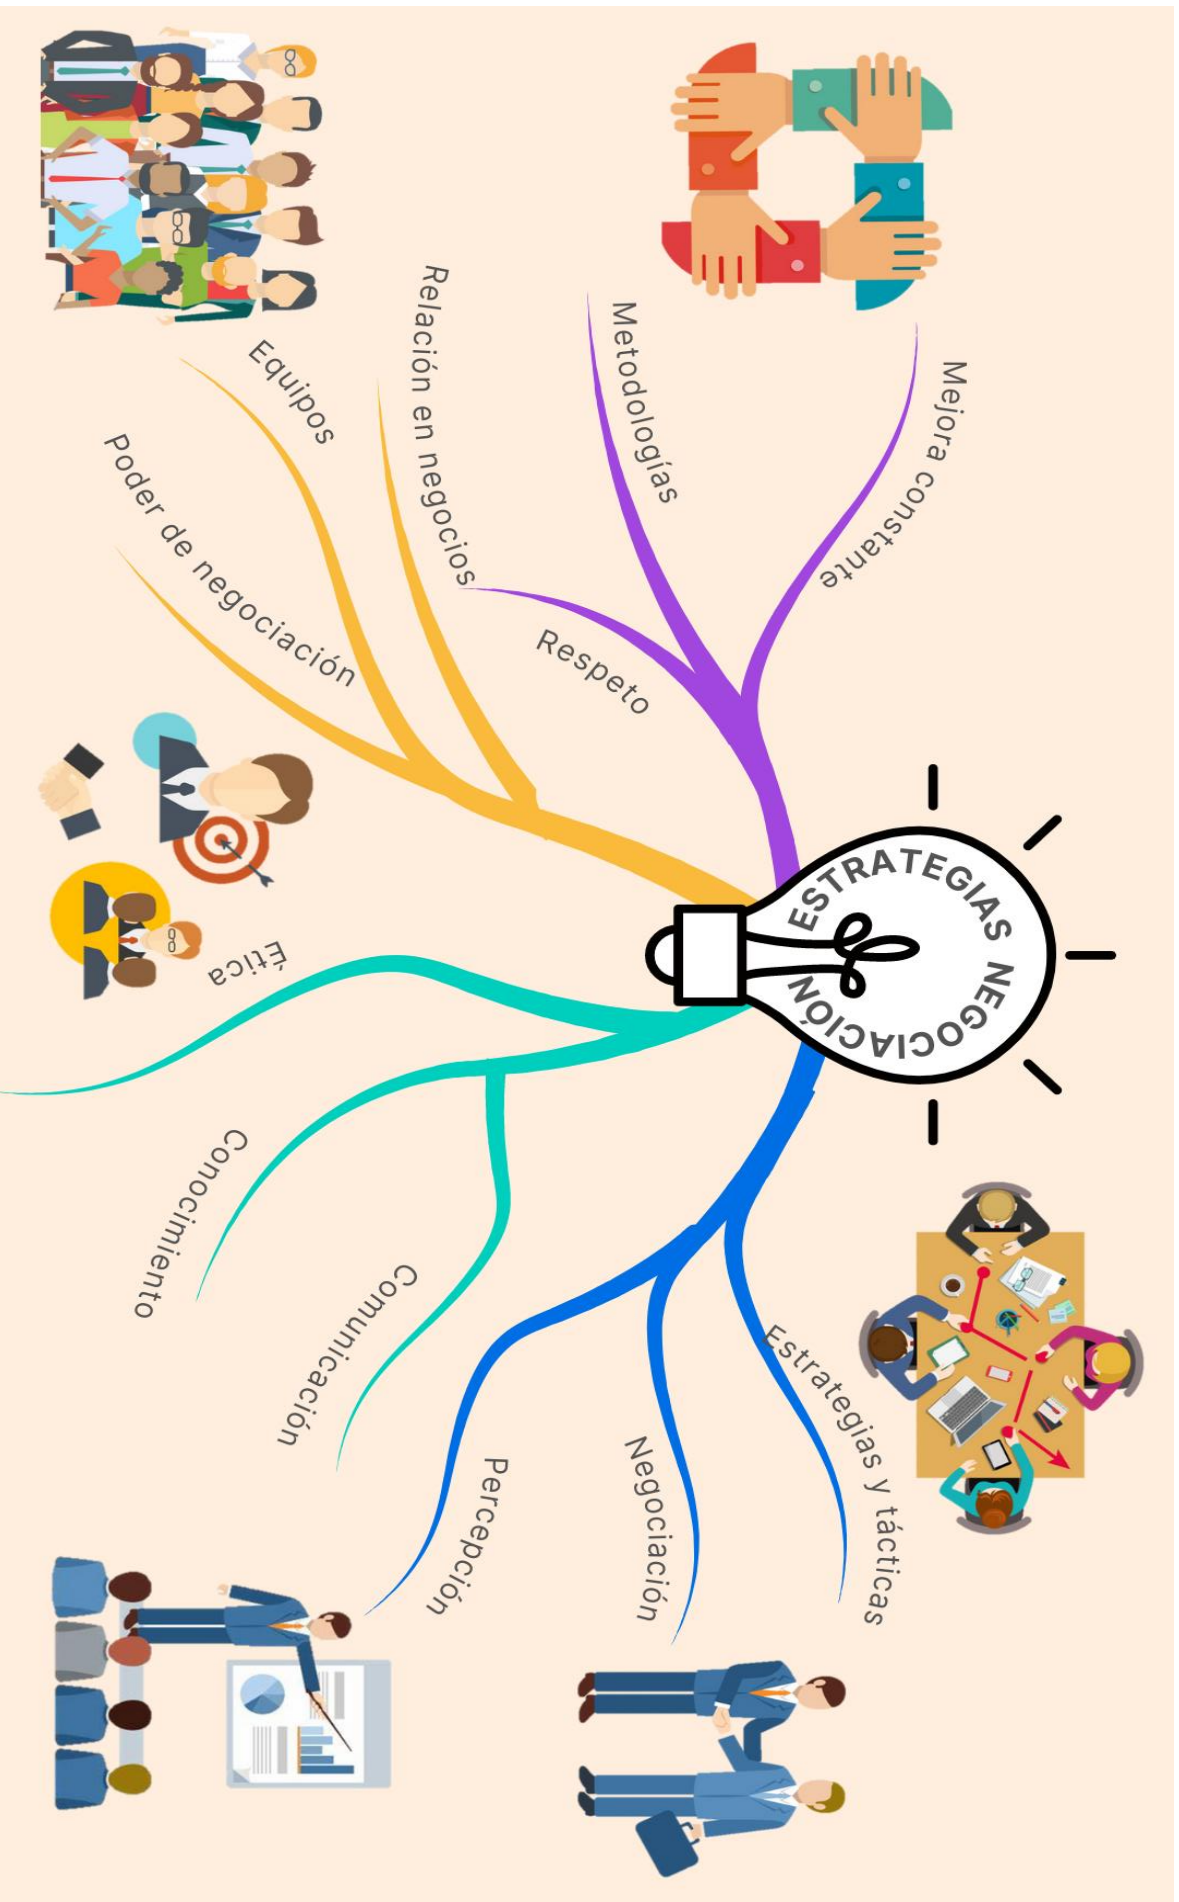 ESTRATEGIAS NEGOCIACIÓN
Mejora constante
Metodologías
Respeto
Relación en negocios
Equipos
Poder de negociación
Ética
Conocimiento
Comunicación
Percepción
Negociación
Estrategias y tácticas